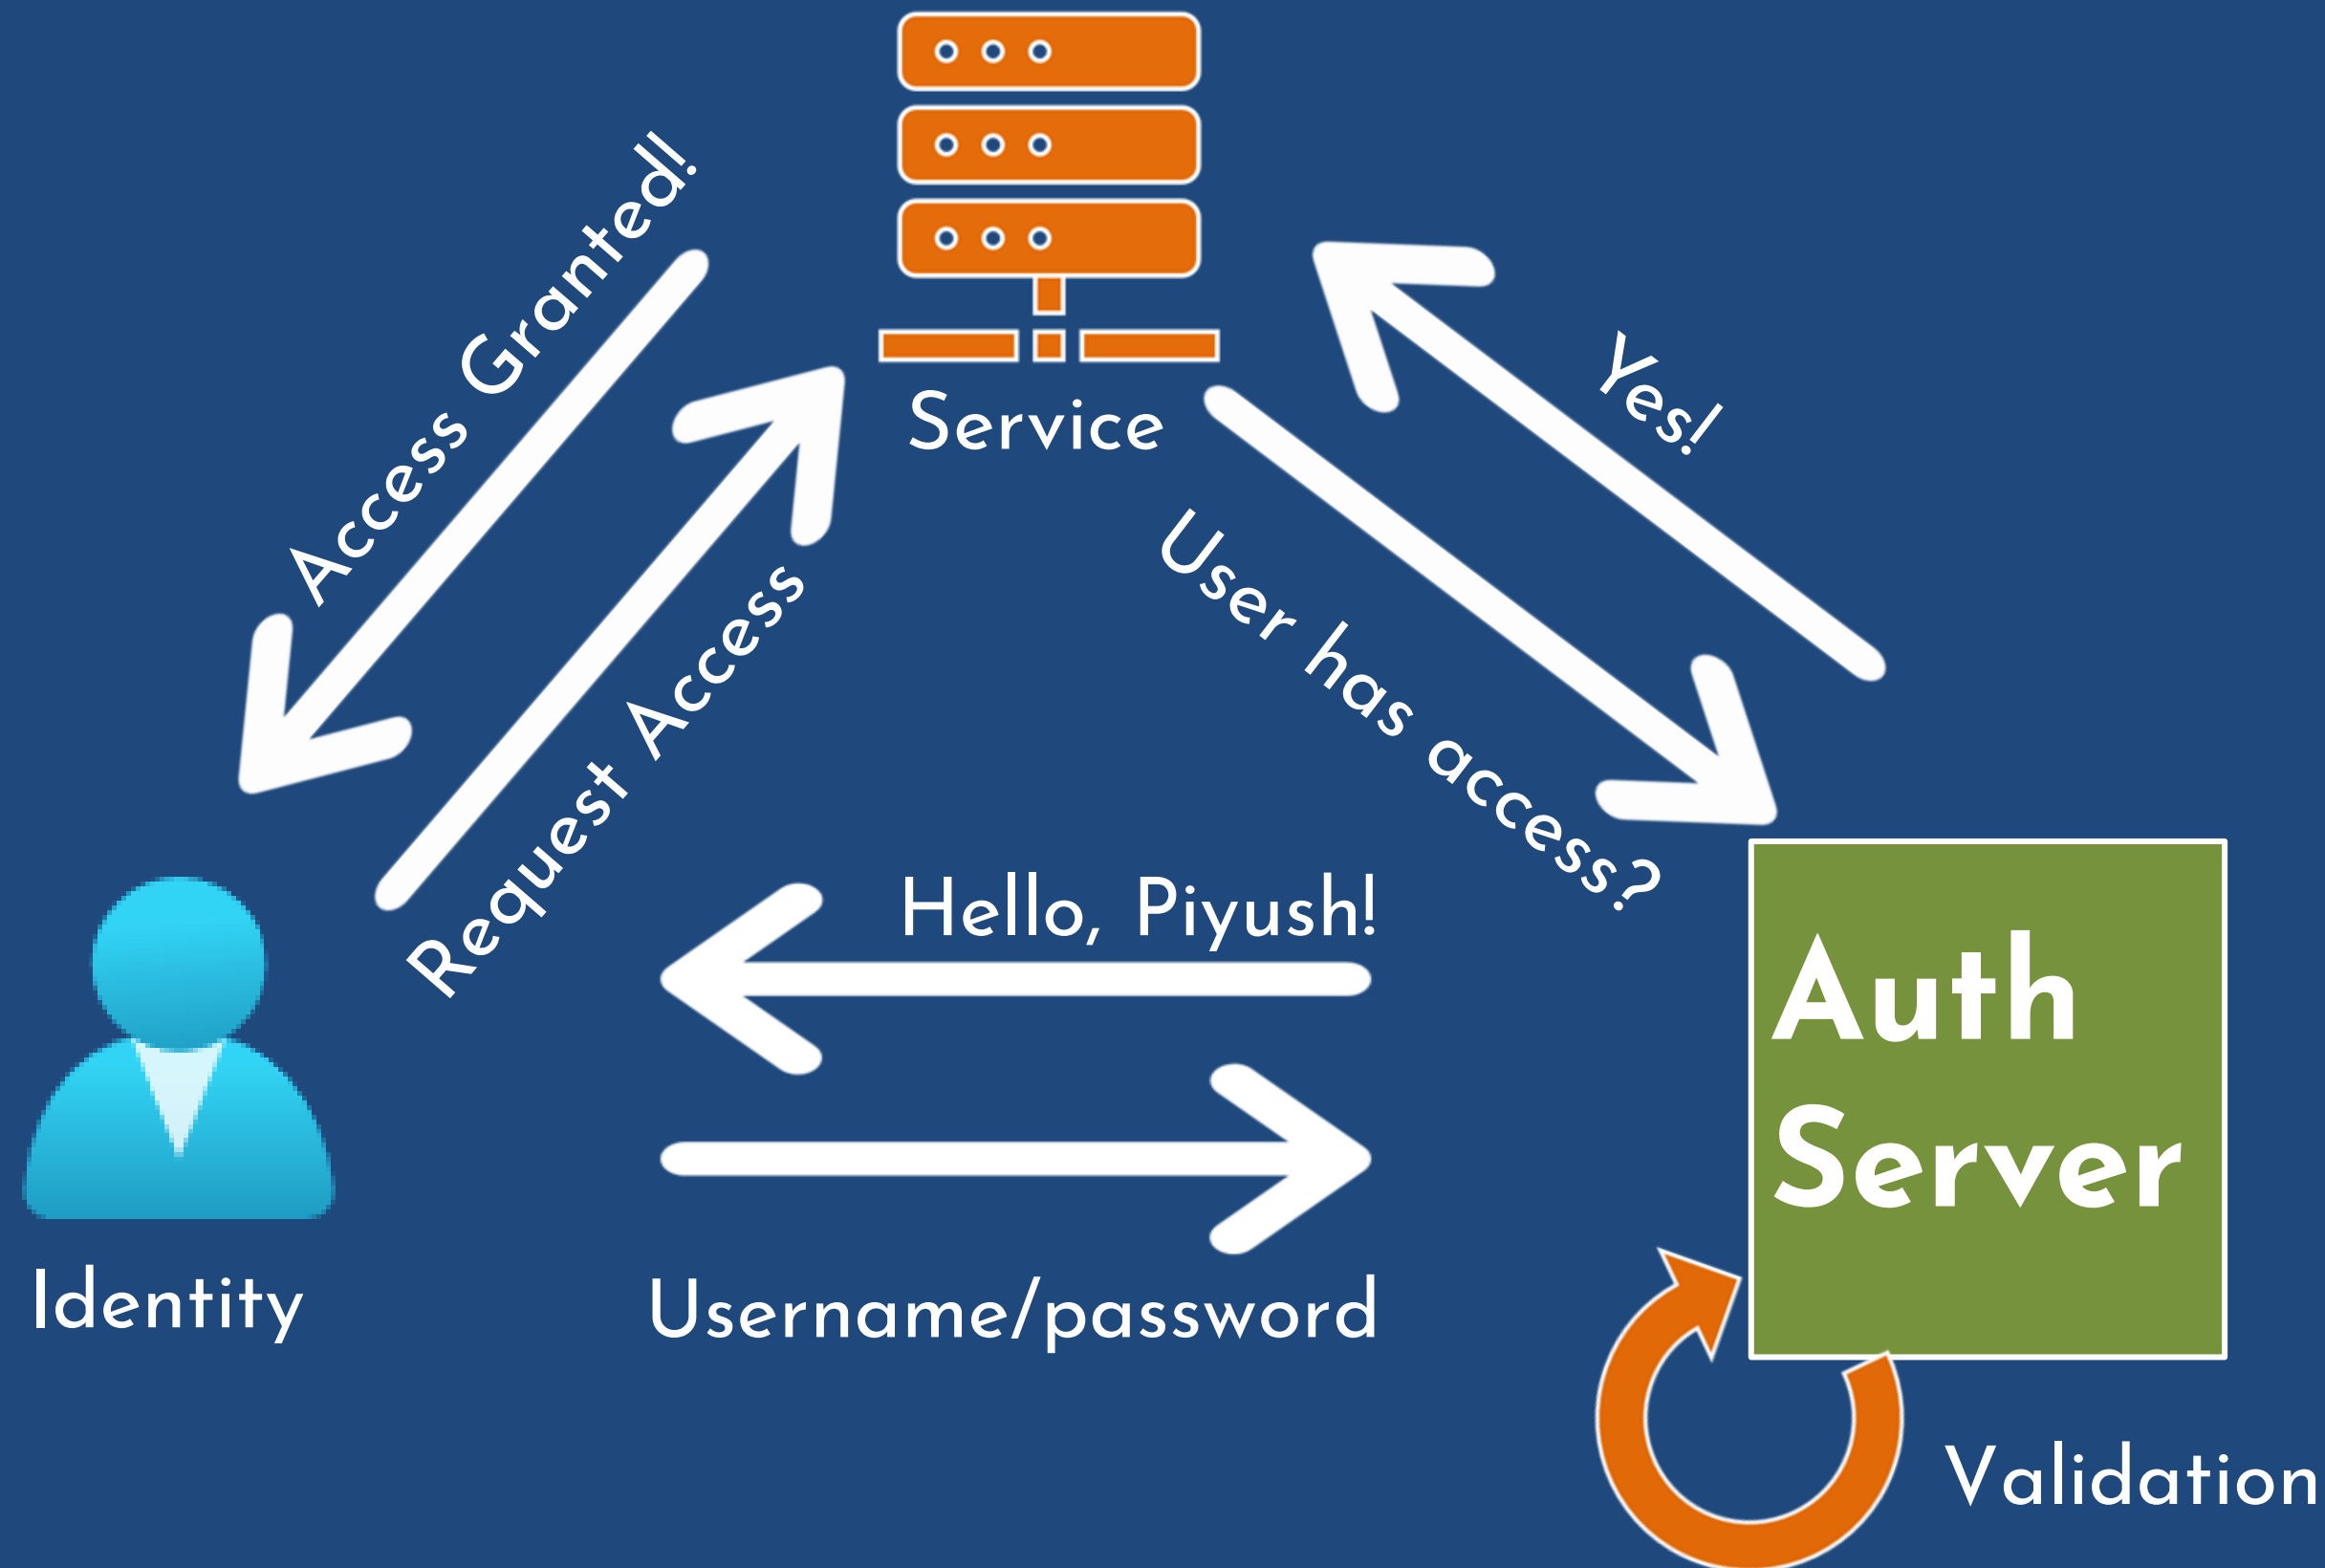 Access Granted!
Service
Yes!
Request Access
User has access?
Hello, Piyush!
Auth
Server
Identity
Username/password
Validation